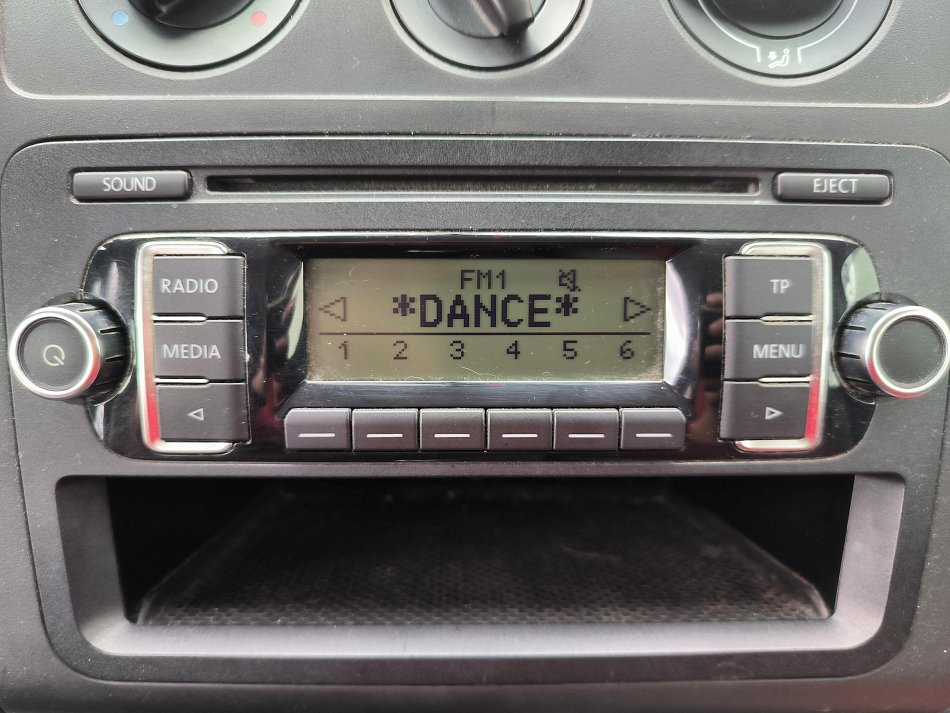 SOUND
EJECT
RADIO
FM1
TP
*DANCE*
MEDIA
1 2 3 4 5 6
MENU